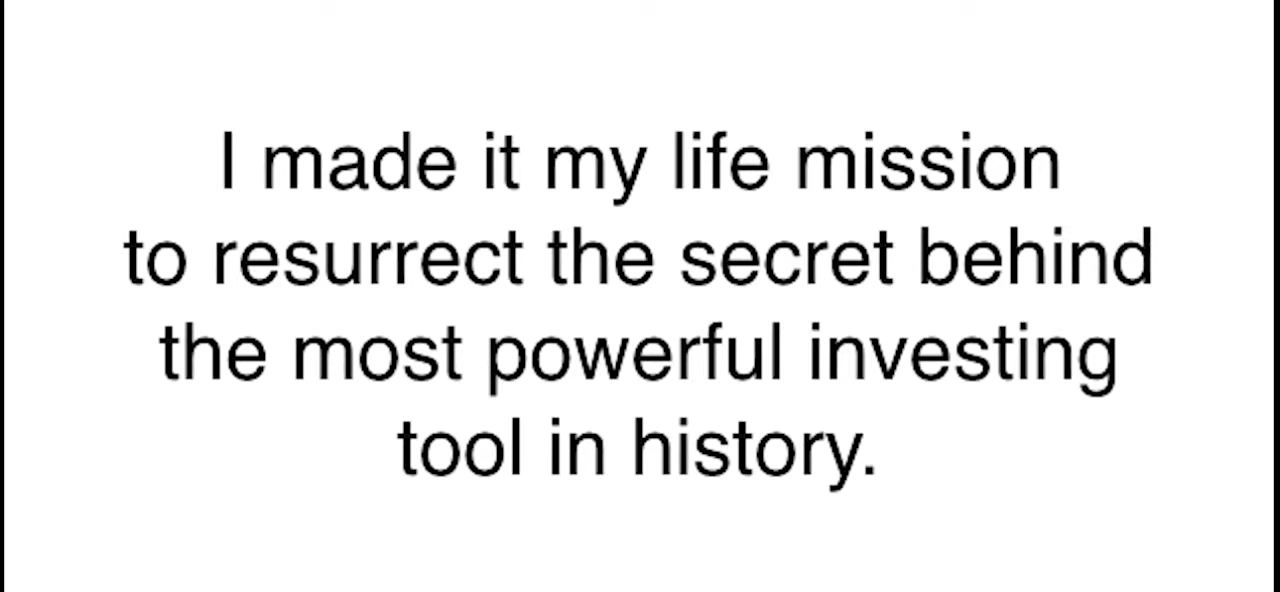 I made it my life mission
to resurrect the secret behind
the most powerful investing
tool in history.